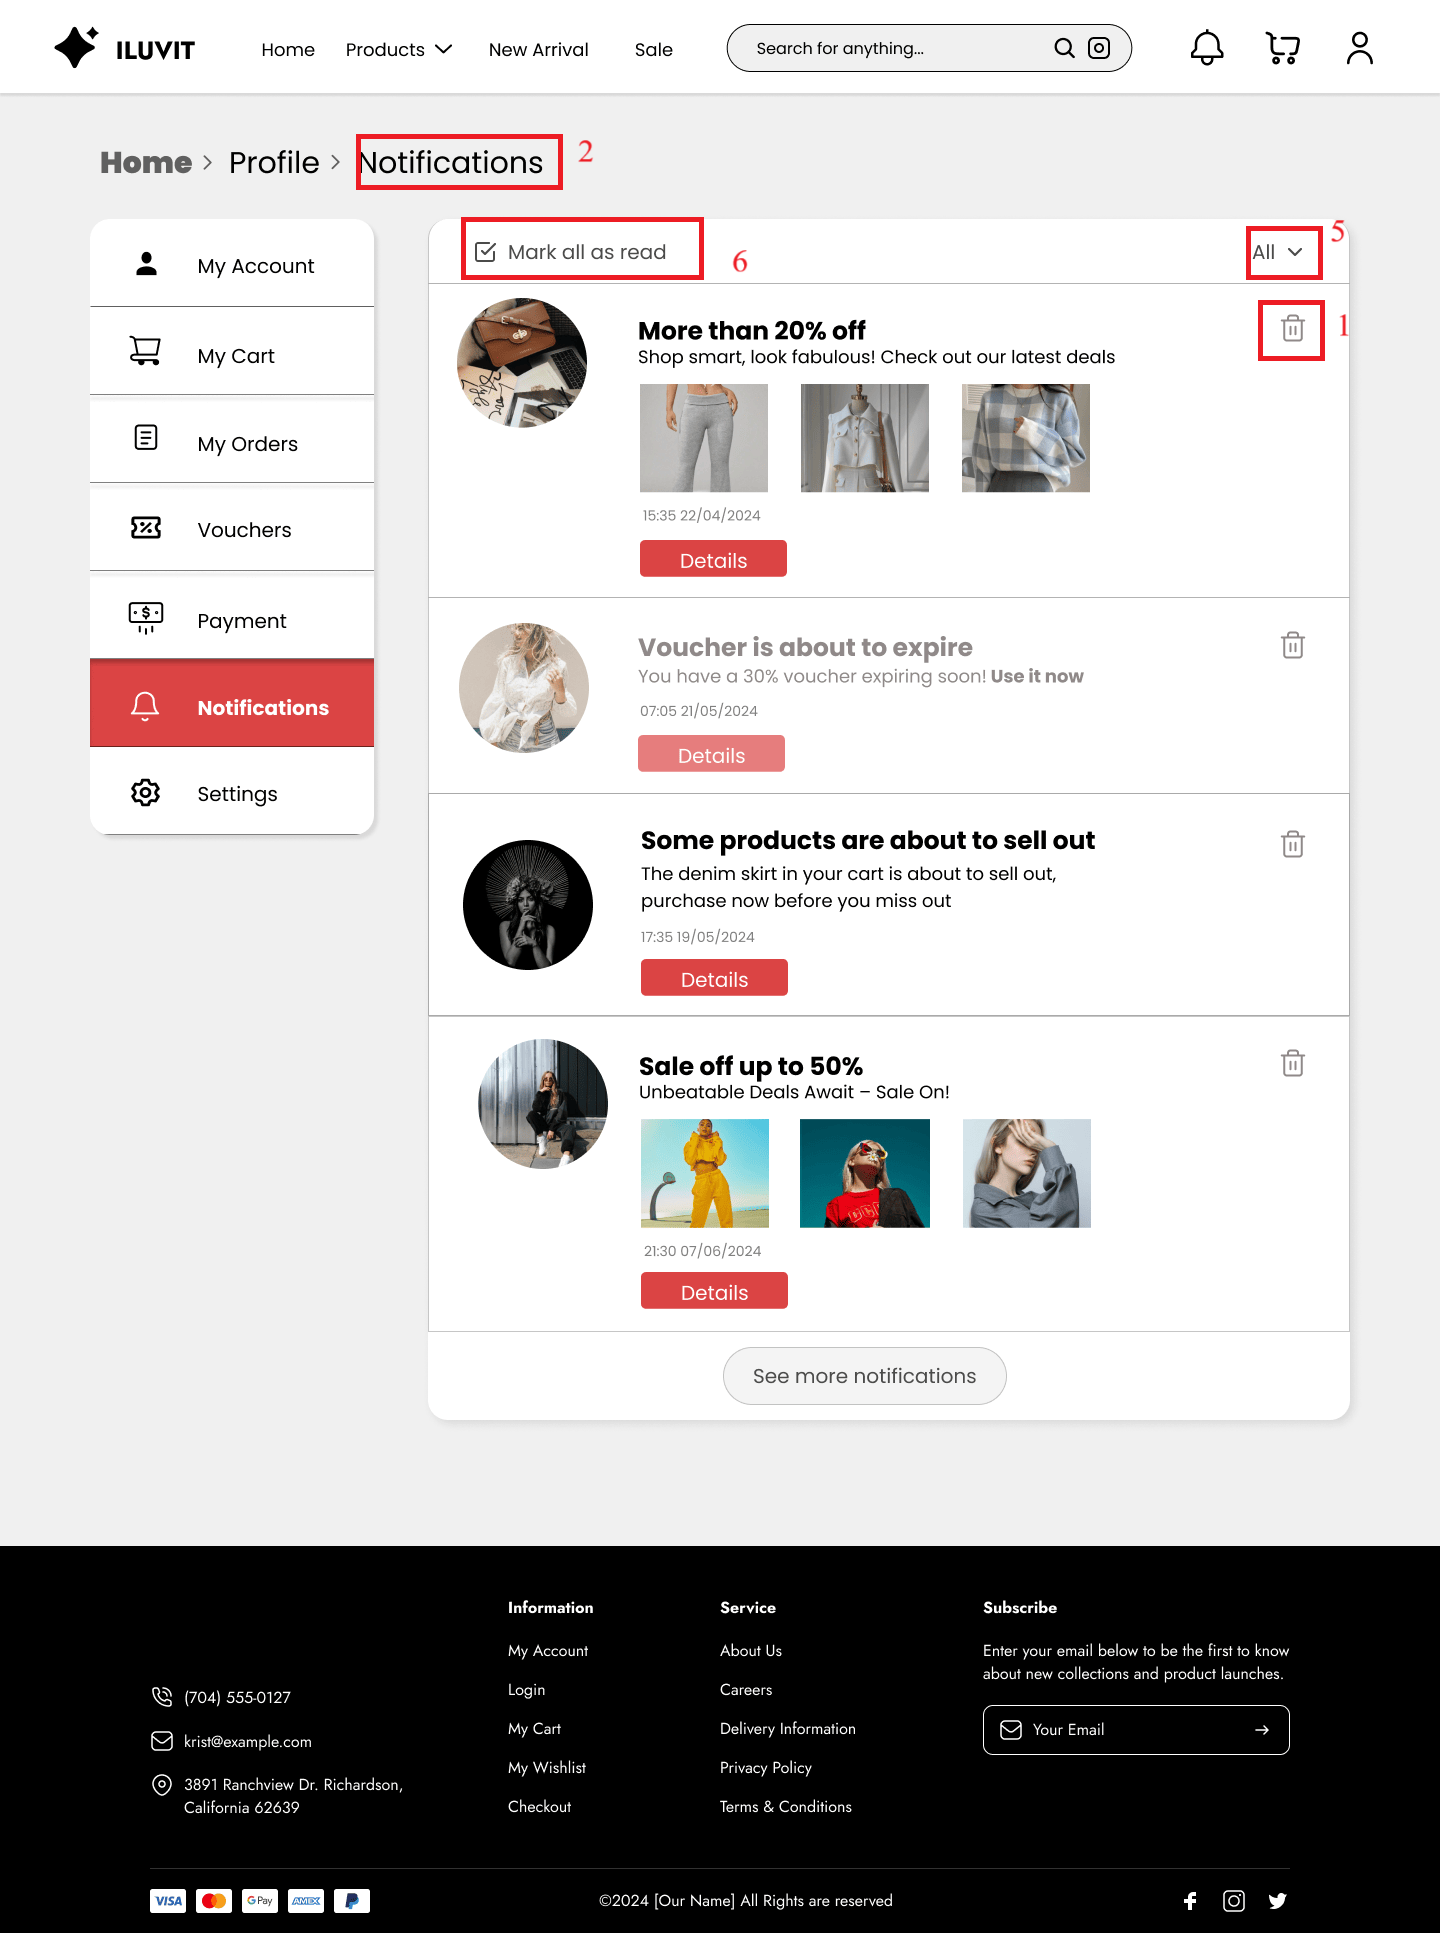 ILUVIT
Home
Products
New Arrival
Sale
Search for anything...
Home > Profile > Notifications
2
My Account
My Cart
My Orders
Vouchers
Payment
Notifications
Settings
Mark all as read
6
All
5
1
More than 20% off
Shop smart, look fabulous! Check out our latest deals
15:35 22/04/2024
Details
Voucher is about to expire
You have a 30% voucher expiring soon! Use it now
07:05 21/05/2024
Details
Some products are about to sell out
The denim skirt in your cart is about to sell out,
purchase now before you miss out
17:35 19/05/2024
Details
Sale off up to 50%
Unbeatable Deals Await – Sale On!
21:30 07/06/2024
Details
See more notifications
(704) 555-0127
krist@example.com
3891 Ranchview Dr. Richardson,
California 62639
Information
My Account
Login
My Cart
My Wishlist
Checkout
Service
About Us
Careers
Delivery Information
Privacy Policy
Terms & Conditions
Subscribe
Enter your email below to be the first to know
about new collections and product launches.
Your Email
VISA
G Pay
AMEX
©2024 [Our Name] All Rights are reserved